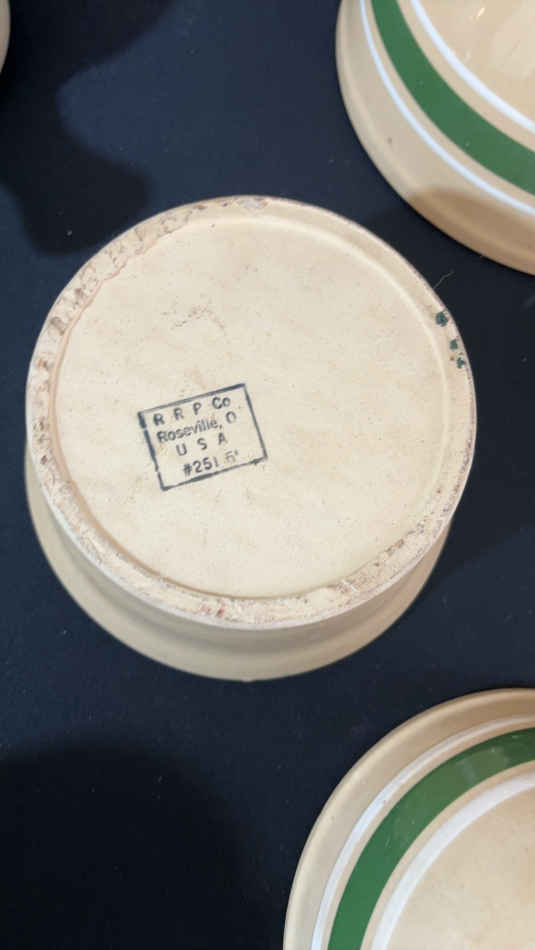 R R P Co
Roseville, O
U S A
#251 5"